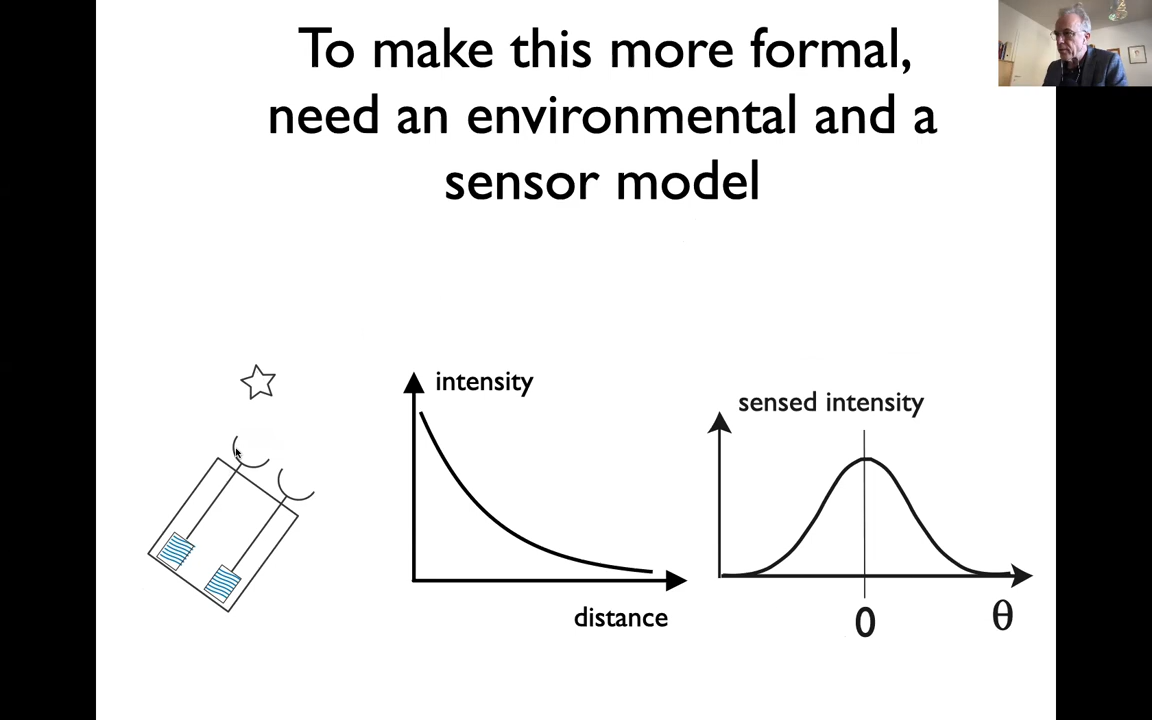 To make this more formal,
need an environmental and a
sensor model
intensity
distance
sensed intensity
0
θ